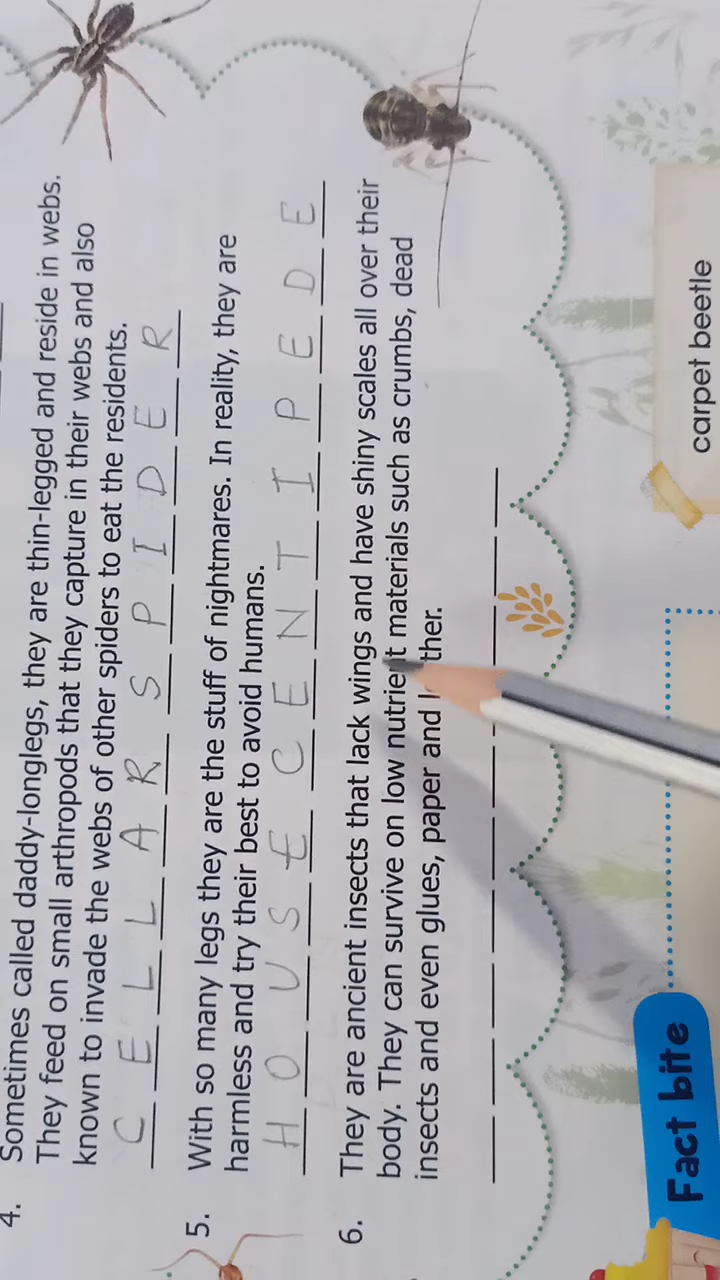 4. Sometimes called daddy-longlegs, they are thin-legged and reside in webs.
They feed on small arthropods that they capture in their webs and also
known to invade the webs of other spiders to eat the residents.
C E L L A R S P I D E R
5. With so many legs they are the stuff of nightmares. In reality, they are
harmless and try their best to avoid humans.
H O U S E C E N T I P E D E
6. They are ancient insects that lack wings and have shiny scales all over their
body. They can survive on low nutrient materials such as crumbs, dead
insects and even glues, paper and
Fact bite
carpet beetle